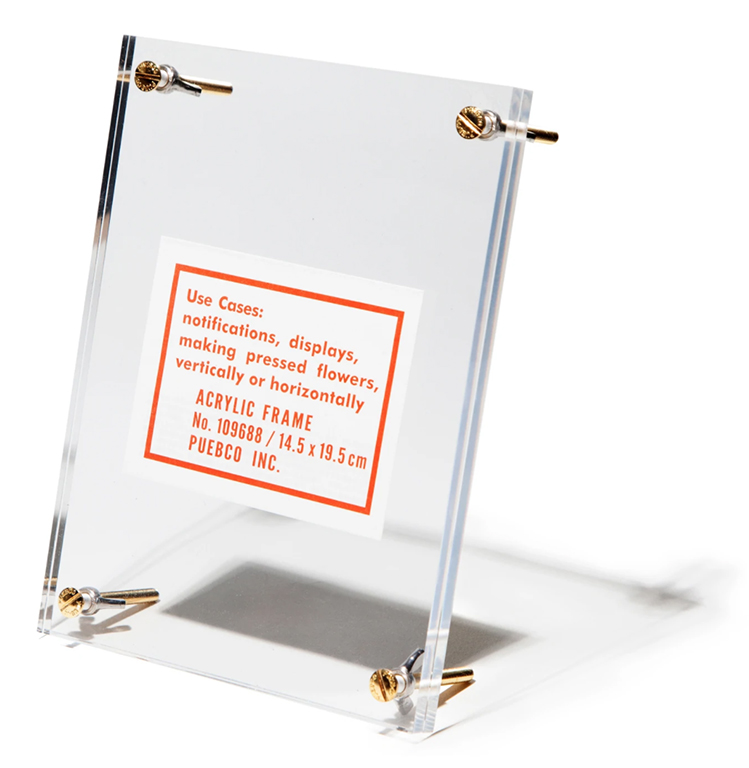 Use Cases:
notifications, displays,
making pressed flowers,
vertically or horizontally
ACRYLIC FRAME
No. 109688 / 14.5 x 19.5 cm
PUEBCO INC.